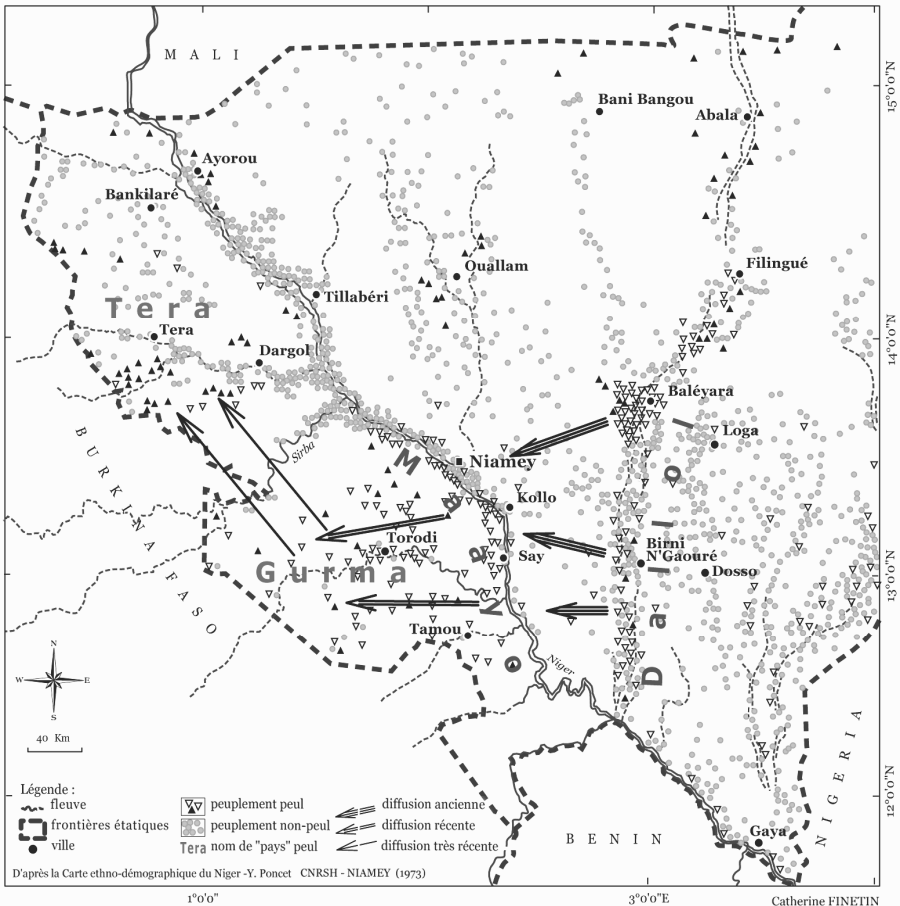 MALI
15°0'0"N
Bani Bangou
Abala
Ayorou
Bankilaré
Ouallam
Filingué
Tillabéri
Tera
Tera
14°0'0"N
Dargol
Baléyara
Loga
Sirba
Niamey
Mawo
BURKINA FASO
Kollo
Torodi
Say
Birni
N'Gaouré
Dosso
Gurma
Dallol
13°0'0"N
Tamou
Niger
N
W
E
S
40 Km
NIGERIA
12°0'0"N
BENIN
Gaya
Légende :
fleuve
frontières étatiques
ville
peuplement peul
peuplement non-peul
Tera nom de "pays" peul
diffusion ancienne
diffusion récente
diffusion très récente
D'après la Carte ethno-démographique du Niger -Y. Poncet CNRSH - NIAMEY (1973)
1°0'0"
3°0'0"E
Catherine FINETIN